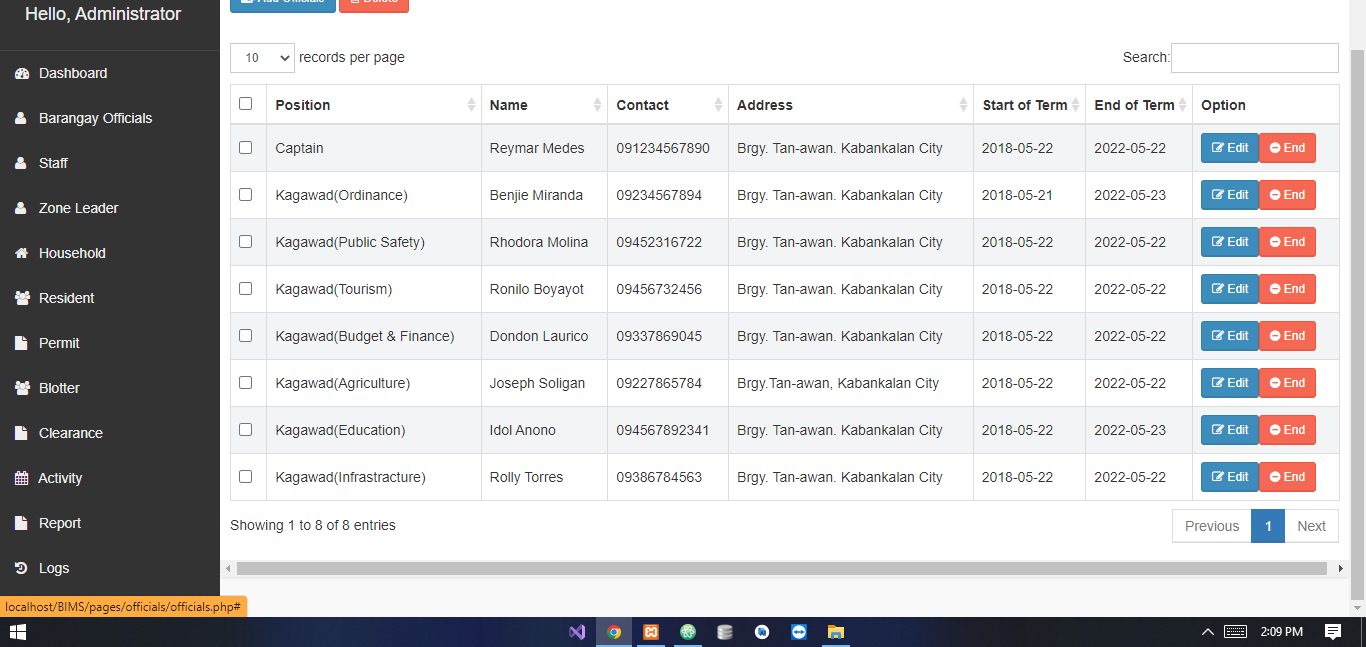 Hello, Administrator
Dashboard
Barangay Officials
Staff
Zone Leader
Household
Resident
Permit
Blotter
Clearance
Activity
Report
Logs
Add Officials Delete
10 records per page Search:
Position Name Contact Address Start of Term End of Term Option
Captain Reymar Medes 091234567890 Brgy. Tan-awan. Kabankalan City 2018-05-22 2022-05-22 Edit End
Kagawad(Ordinance) Benjie Miranda 09234567894 Brgy. Tan-awan. Kabankalan City 2018-05-21 2022-05-23 Edit End
Kagawad(Public Safety) Rhodora Molina 09452316722 Brgy. Tan-awan. Kabankalan City 2018-05-22 2022-05-22 Edit End
Kagawad(Tourism) Ronilo Boyayot 09456732456 Brgy. Tan-awan. Kabankalan City 2018-05-22 2022-05-22 Edit End
Kagawad(Budget & Finance) Dondon Laurico 09337869045 Brgy. Tan-awan. Kabankalan City 2018-05-22 2022-05-22 Edit End
Kagawad(Agriculture) Joseph Soligan 09227865784 Brgy.Tan-awan, Kabankalan City 2018-05-22 2022-05-22 Edit End
Kagawad(Education) Idol Anono 094567892341 Brgy. Tan-awan. Kabankalan City 2018-05-22 2022-05-23 Edit End
Kagawad(Infrastracture) Rolly Torres 09386784563 Brgy. Tan-awan. Kabankalan City 2018-05-22 2022-05-22 Edit End
Showing 1 to 8 of 8 entries Previous 1 Next
localhost/BIMS/pages/officials/officials.php#
2:09 PM